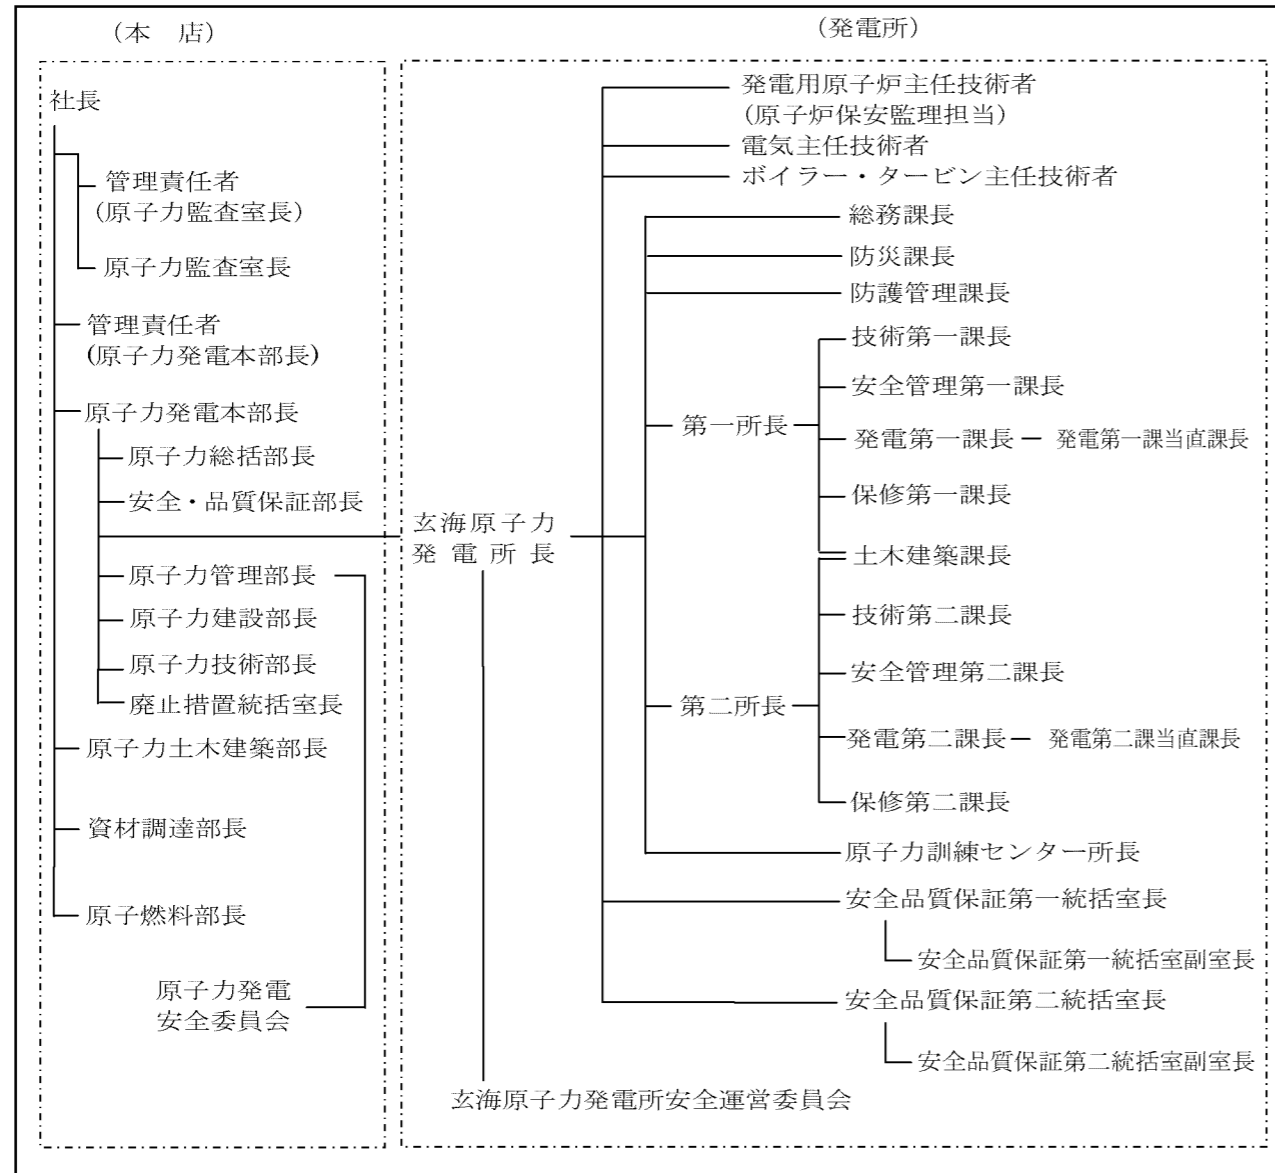 （本　店）
社長
管理責任者
(原子力監査室長)
原子力監査室長
管理責任者
(原子力発電本部長)
原子力発電本部長
原子力総括部長
安全・品質保証部長
原子力管理部長
原子力建設部長
原子力技術部長
廃止措置統括室長
原子力土木建築部長
資材調達部長
原子燃料部長
原子力発電
安全委員会
（発電所）
玄海原子力
発電所長
玄海原子力発電所安全運営委員会
発電用原子炉主任技術者
(原子炉保安監理担当)
電気主任技術者
ボイラー・タービン主任技術者
総務課長
防災課長
防護管理課長
第一所長
技術第一課長
安全管理第一課長
発電第一課長
発電第一課当直課長
保修第一課長
土木建築課長
第二所長
技術第二課長
安全管理第二課長
発電第二課長
発電第二課当直課長
保修第二課長
原子力訓練センター所長
安全品質保証第一統括室長
安全品質保証第一統括室副室長
安全品質保証第二統括室長
安全品質保証第二統括室副室長